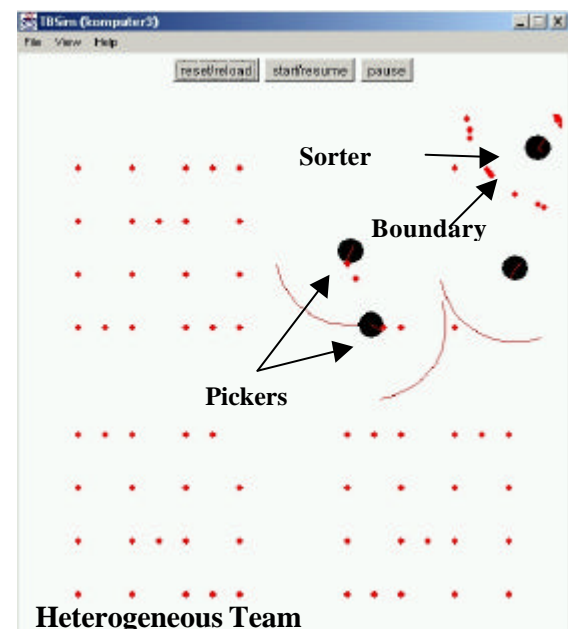 TBSim (komputer3)
File View Help
reset/reload start/resume pause
Sorter
Boundary
Pickers
Heterogeneous Team